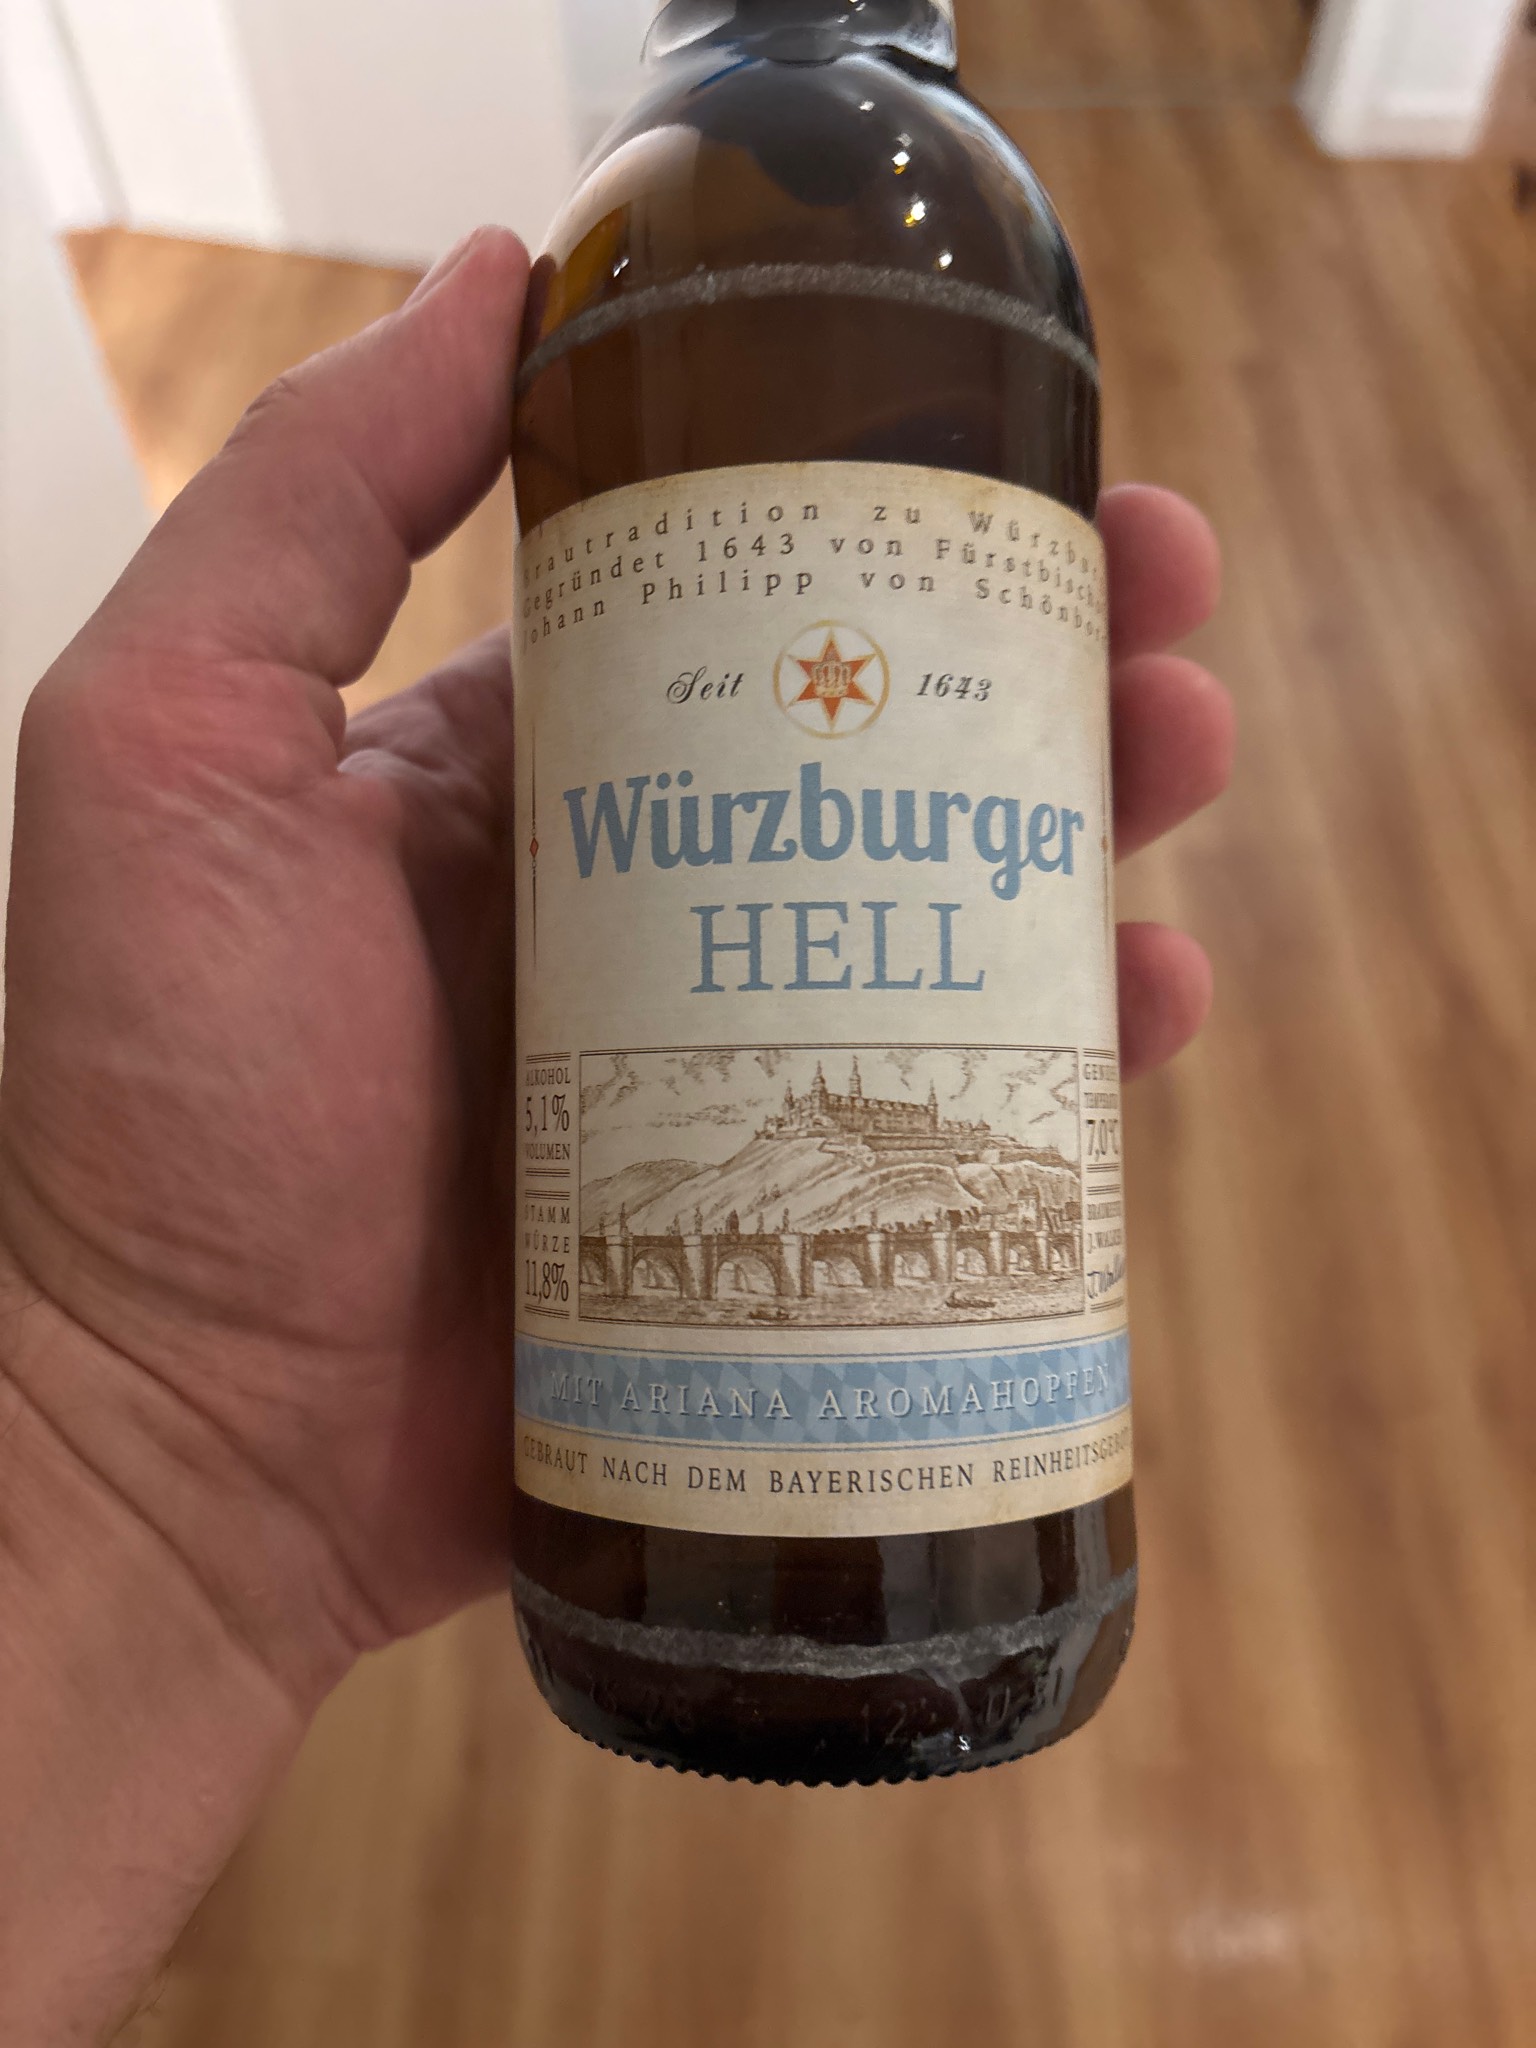 Brautradition zu
Gegründet 1643 von
Johann Philipp von
Seit 1643
Würzburger
HELL
ALKOHOL
5,1%
VOLUMEN
STAMM
WÜRZE
11,8%
7,0°C
J. WALLER
MIT ARIANA AROMAHOPFEN
GEBRAUT NACH DEM BAYERISCHEN